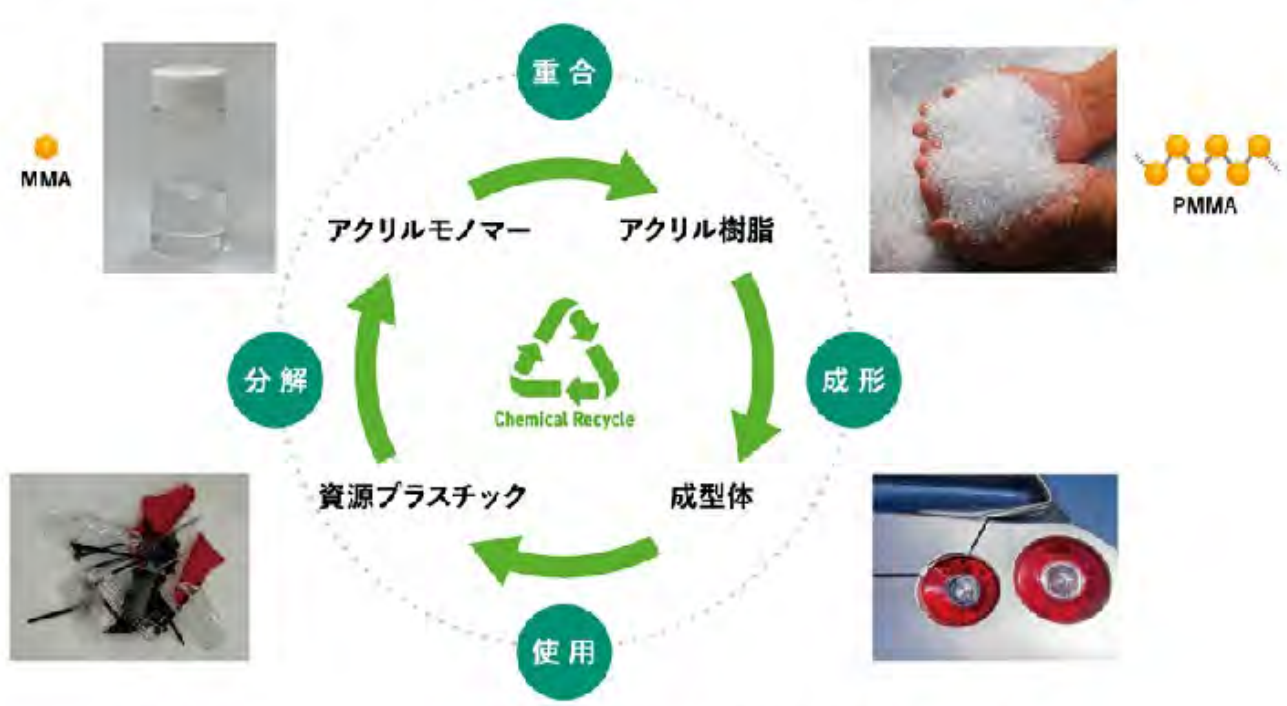 重合
MMA
PMMA
アクリルモノマー
アクリル樹脂
分解
成形
Chemical Recycle
資源プラスチック
成型体
使用